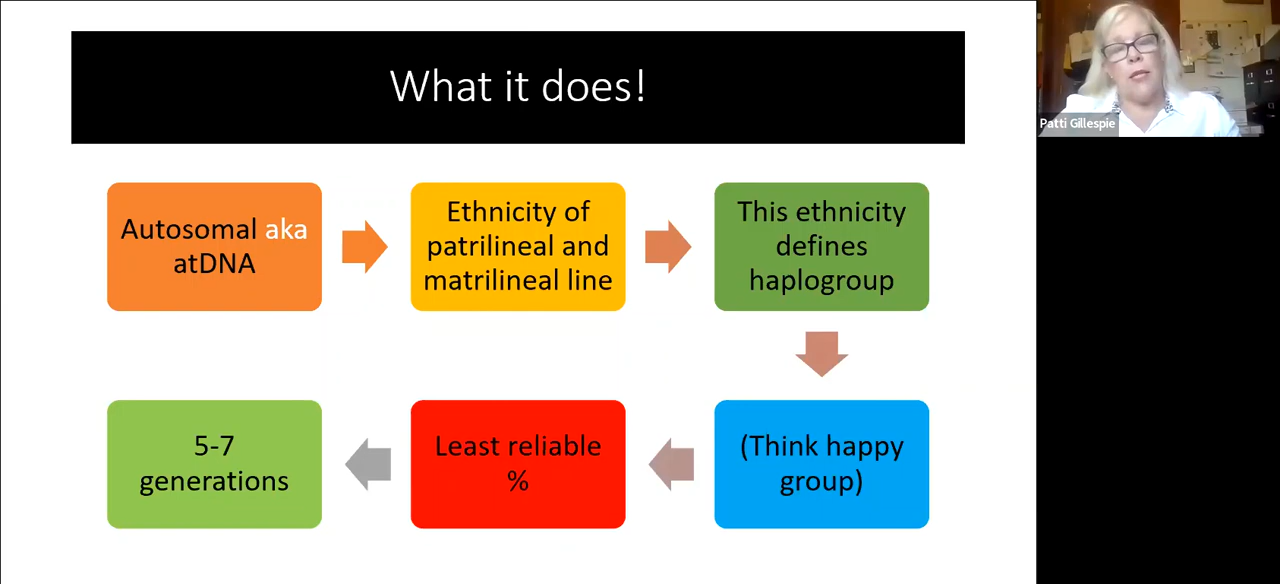 What it does!
Autosomal aka
atDNA
Ethnicity of
patrilineal and
matrilineal line
This ethnicity
defines
haplogroup
(Think happy
group)
Least reliable
%
5-7
generations
Patti Gillespie